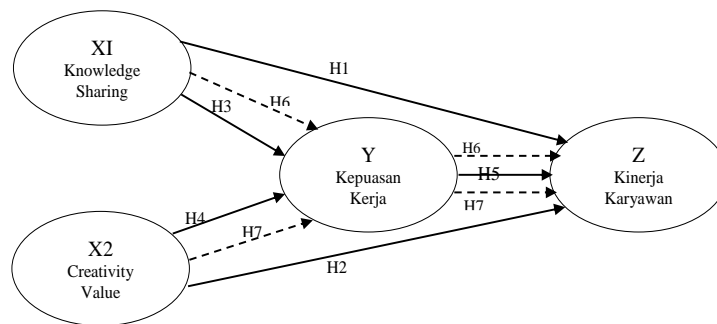 XI
Knowledge
Sharing
H1
H6
H3
Y
Kepuasan
Kerja
H6
H5
H7
Z
Kinerja
Karyawan
H4
H7
H2
X2
Creativity
Value